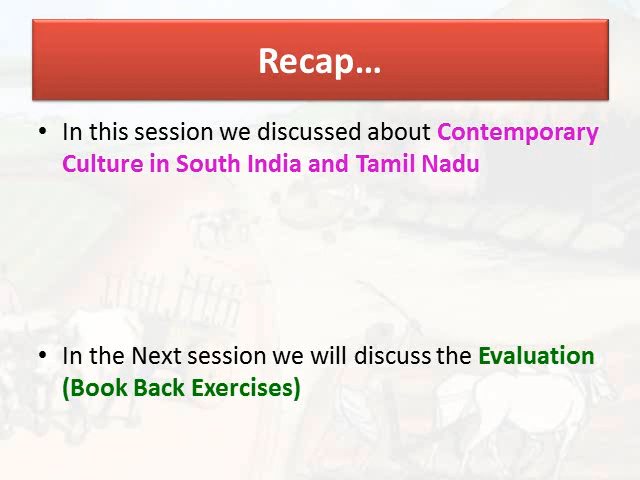 Recap...
• In this session we discussed about Contemporary
Culture in South India and Tamil Nadu
• In the Next session we will discuss the Evaluation
(Book Back Exercises)